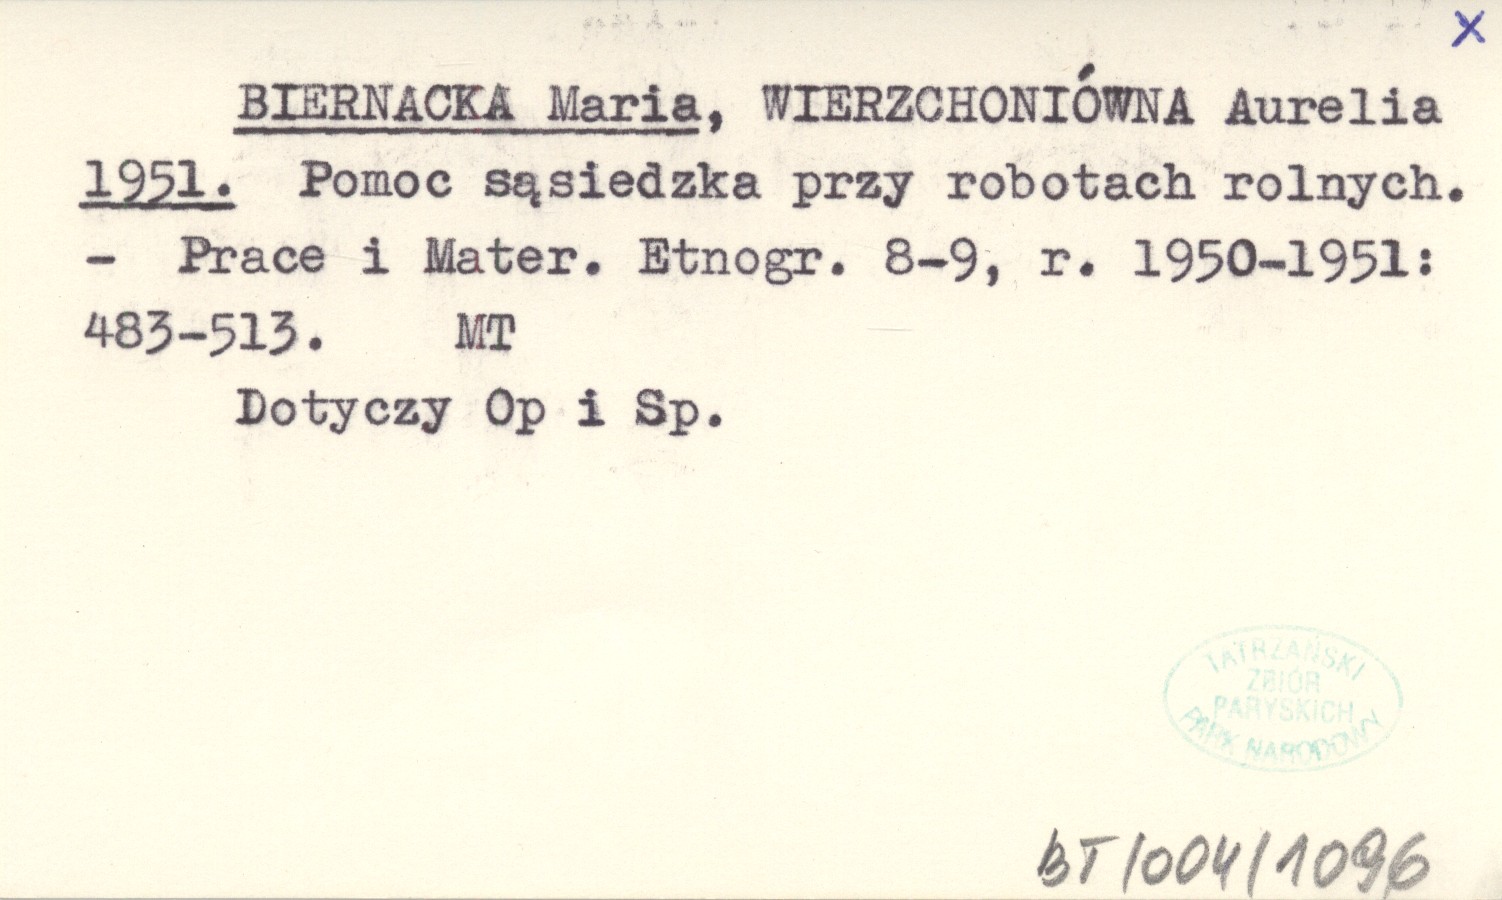 x
BIERNACKA Maria, WIERZCHONIÓWNA Aurelia
1951. Pomoc sąsiedzka przy robotach rolnych.
- Prace i Mater. Etnogr. 8-9, r. 1950-1951:
483-513. MT
Dotyczy Op i Sp.
TATRZAŃSKI
ZBIÓR
PARYSKICH
PARK NARODOWY
BT/004/1096